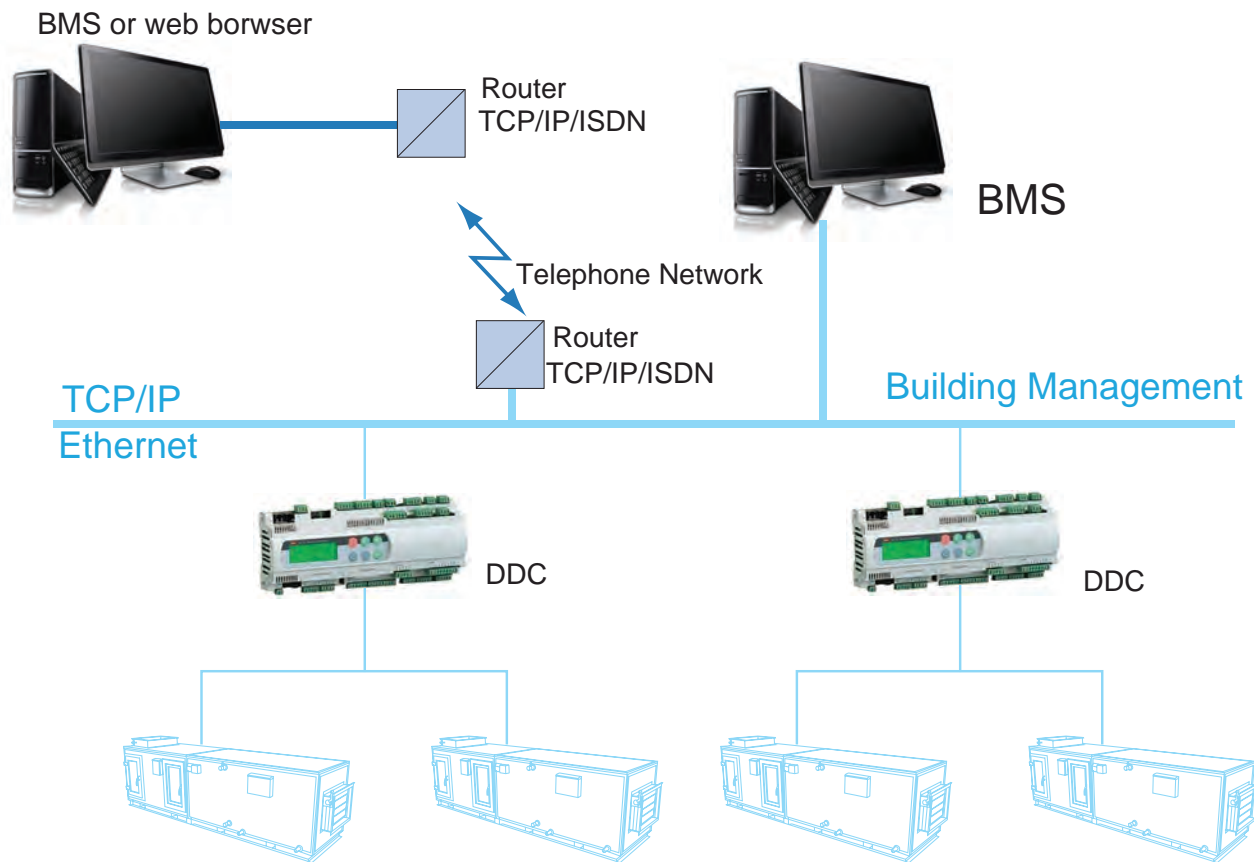 BMS or web borwser
Router
TCP/IP/ISDN
BMS
Telephone Network
Router
TCP/IP/ISDN
TCP/IP
Building Management
Ethernet
DDC
DDC